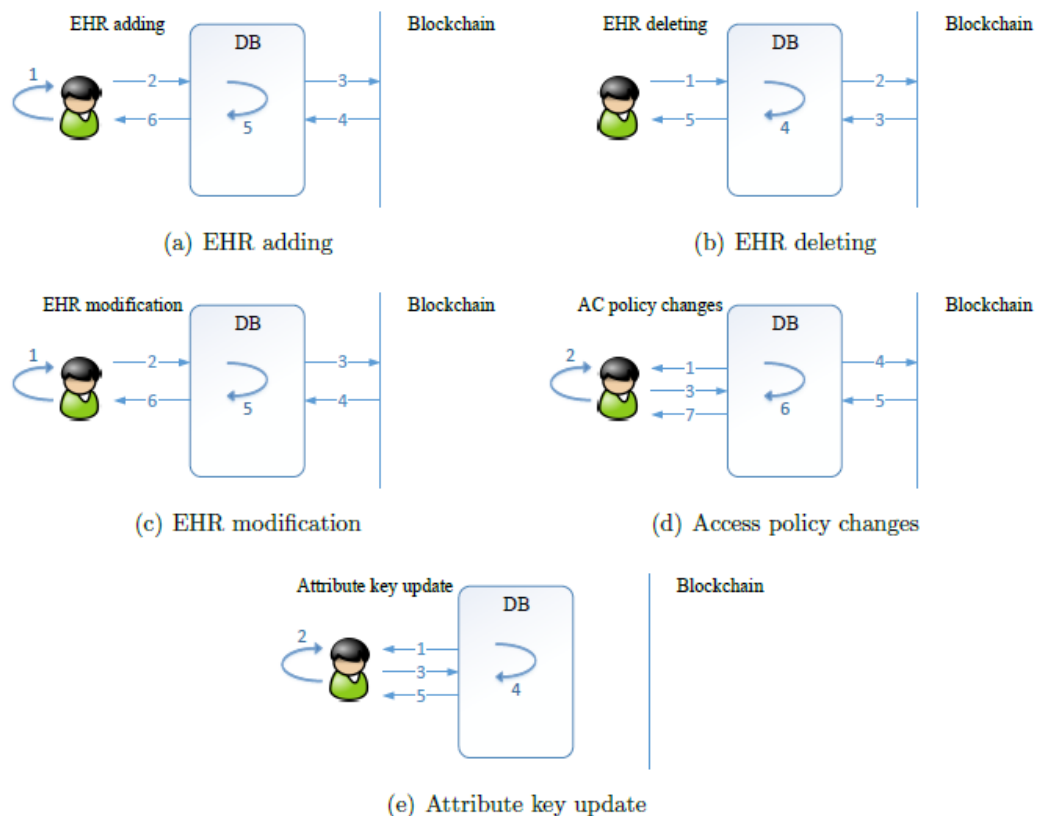 EHR adding
DB
Blockchain
1
2
3
6
5
4
(a) EHR adding
EHR deleting
DB
Blockchain
1
2
5
4
3
(b) EHR deleting
EHR modification
DB
Blockchain
1
2
3
6
5
4
(c) EHR modification
AC policy changes
DB
Blockchain
2
1
4
3
7
6
5
(d) Access policy changes
Attribute key update
DB
Blockchain
2
1
3
5
4
(e) Attribute key update